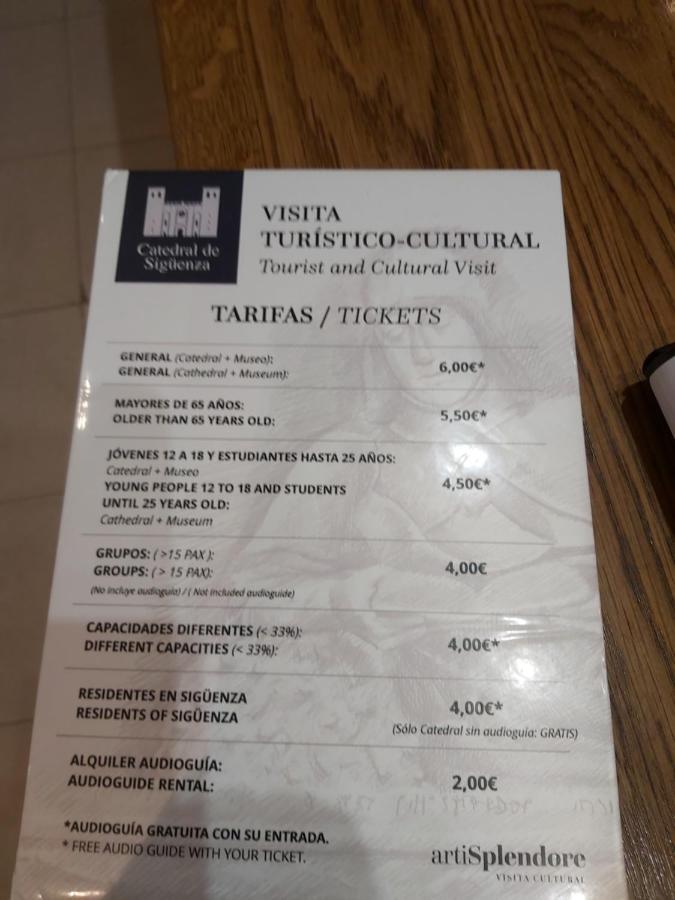 Catedral de
Sigüenza
VISITA
TURÍSTICO-CULTURAL
Tourist and Cultural Visit
TARIFAS / TICKETS
GENERAL (Catedral + Museo):
GENERAL (Cathedral + Museum):
6,00€*
MAYORES DE 65 AÑOS:
OLDER THAN 65 YEARS OLD:
5,50€*
JÓVENES 12 A 18 Y ESTUDIANTES HASTA 25 AÑOS:
Catedral + Museo
YOUNG PEOPLE 12 TO 18 AND STUDENTS
UNTIL 25 YEARS OLD:
Cathedral + Museum
4,50€*
GRUPOS: ( >15 PAX ):
GROUPS: ( > 15 PAX):
(No incluye audioguía) / ( Not included audioguide)
4,00€
CAPACIDADES DIFERENTES (< 33%):
DIFFERENT CAPACITIES (< 33%):
4,00€*
RESIDENTES EN SIGÜENZA
RESIDENTS OF SIGÜENZA
4,00€*
(Sólo Catedral sin audioguía: GRATIS)
ALQUILER AUDIOGUÍA:
AUDIOGUIDE RENTAL:
2,00€
*AUDIOGUÍA GRATUITA CON SU ENTRADA.
* FREE AUDIO GUIDE WITH YOUR TICKET.
artiSplendore
VISITA CULTURAL